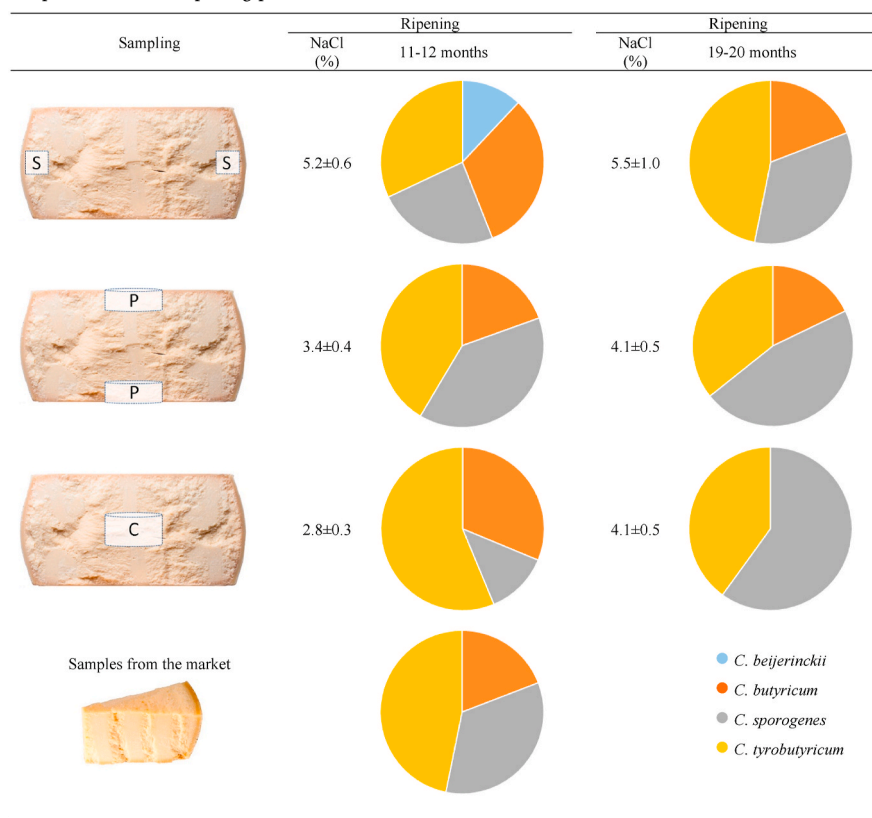 Sampling
Ripening
Ripening
NaCl
(%)
11-12 months
NaCl
(%)
19-20 months
S
S
5.2±0.6
5.5±1.0
P
P
3.4±0.4
4.1±0.5
C
2.8±0.3
4.1±0.5
Samples from the market
C. beijerinckii
C. butyricum
C. sporogenes
C. tyrobutyricum